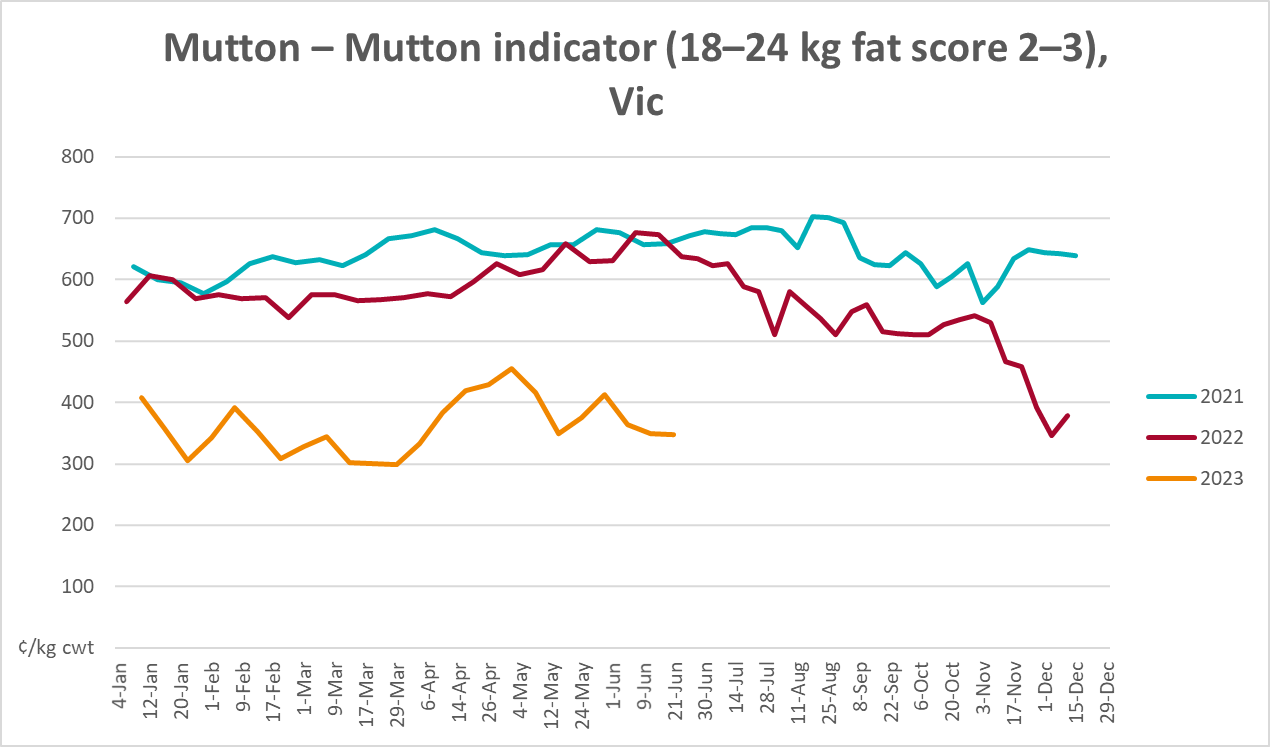 Mutton – Mutton indicator (18–24 kg fat score 2–3),
Vic
800
700
600
500
400
300
200
100
¢/kg cwt
4-Jan
12-Jan
20-Jan
1-Feb
9-Feb
17-Feb
1-Mar
9-Mar
17-Mar
29-Mar
6-Apr
14-Apr
26-Apr
4-May
12-May
24-May
1-Jun
9-Jun
21-Jun
30-Jun
14-Jul
28-Jul
11-Aug
25-Aug
8-Sep
22-Sep
6-Oct
20-Oct
3-Nov
17-Nov
1-Dec
15-Dec
29-Dec
2021
2022
2023